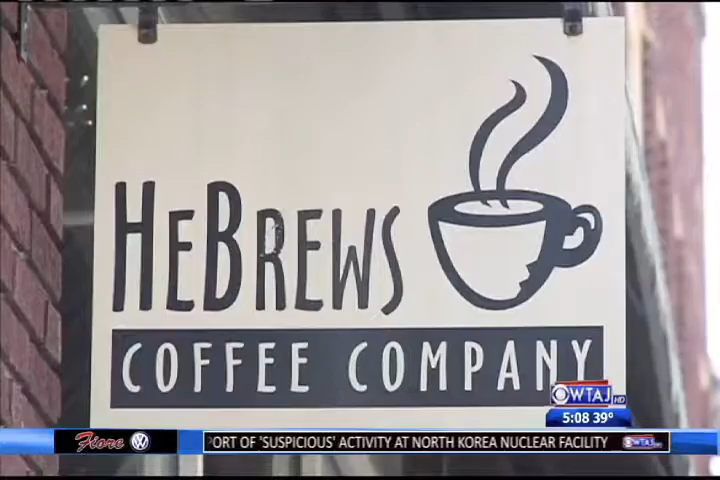 HEBREWS
COFFEE COMPANY
WTAJ HD
5:08 39°
Fiore
ORT OF 'SUSPICIOUS' ACTIVITY AT NORTH KOREA NUCLEAR FACILITY
WTAJ